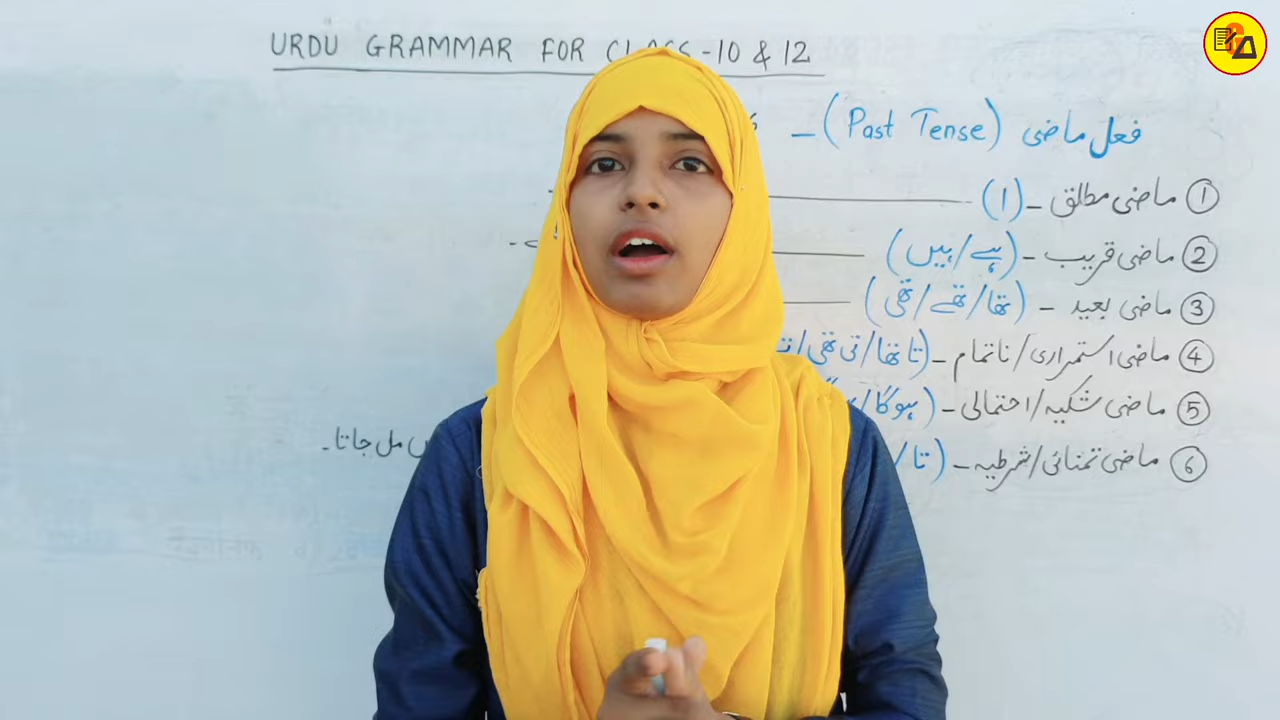 URDU GRAMMAR FOR CLASS -10 & 12
فعل ماضی (Past Tense) –
① ماضی مطلق – (ا)
② ماضی قریب – (ہے/ہیں)
③ ماضی بعید – (تھا/تھے/تھی)
④ ماضی استمراری/ناتمام – (تا تھا/تی تھی/
⑤ ماضی شکیہ/احتمالی – (ہوگا/
⑥ ماضی تمنائی/شرطیہ – (تا/
مل جاتا۔